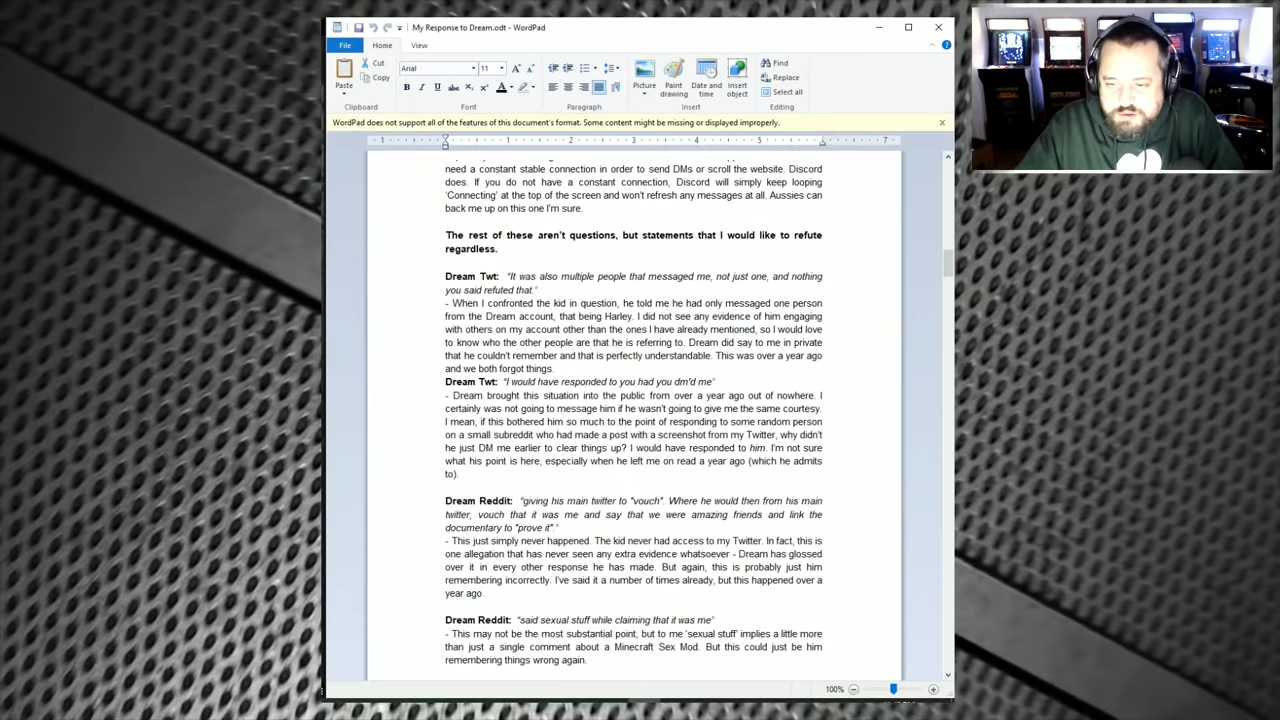 My Response to Dream.odt - WordPad
File Home View
Paste
Cut
Copy
Clipboard
Arial 11
Font
Paragraph
Picture
Paint drawing
Date and time
Insert object
Insert
Find
Replace
Select all
Editing
WordPad does not support all of the features of this document's format. Some content might be missing or displayed improperly.
1 1 2 3 4 5 7
need a constant stable connection in order to send DMs or scroll the website. Discord
does. If you do not have a constant connection, Discord will simply keep looping
'Connecting' at the top of the screen and won't refresh any messages at all. Aussies can
back me up on this one I'm sure.
The rest of these aren't questions, but statements that I would like to refute
regardless.
Dream Twt: "It was also multiple people that messaged me, not just one, and nothing
you said refuted that."
- When I confronted the kid in question, he told me he had only messaged one person
from the Dream account, that being Harley. I did not see any evidence of him engaging
with others on my account other than the ones I have already mentioned, so I would love
to know who the other people are that he is referring to. Dream did say to me in private
that he couldn't remember and that is perfectly understandable. This was over a year ago
and we both forgot things.
Dream Twt: "I would have responded to you had you dm'd me"
- Dream brought this situation into the public from over a year ago out of nowhere. I
certainly was not going to message him if he wasn't going to give me the same courtesy.
I mean, if this bothered him so much to the point of responding to some random person
on a small subreddit who had made a post with a screenshot from my Twitter, why didn't
he just DM me earlier to clear things up? I would have responded to him. I'm not sure
what his point is here, especially when he left me on read a year ago (which he admits
to).
Dream Reddit: "giving his main twitter to "vouch". Where he would then from his main
twitter, vouch that it was me and say that we were amazing friends and link the
documentary to "prove it"."
- This just simply never happened. The kid never had access to my Twitter. In fact, this is
one allegation that has never seen any extra evidence whatsoever - Dream has glossed
over it in every other response he has made. But again, this is probably just him
remembering incorrectly. I've said it a number of times already, but this happened over a
year ago.
Dream Reddit: "said sexual stuff while claiming that it was me"
- This may not be the most substantial point, but to me 'sexual stuff' implies a little more
than just a single comment about a Minecraft Sex Mod. But this could just be him
remembering things wrong again.
100%